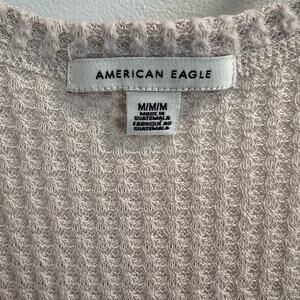 AMERICAN EAGLE
M/M/M
MADE IN
GUATEMALA
FABRIQUÉ AU
GUATEMALA